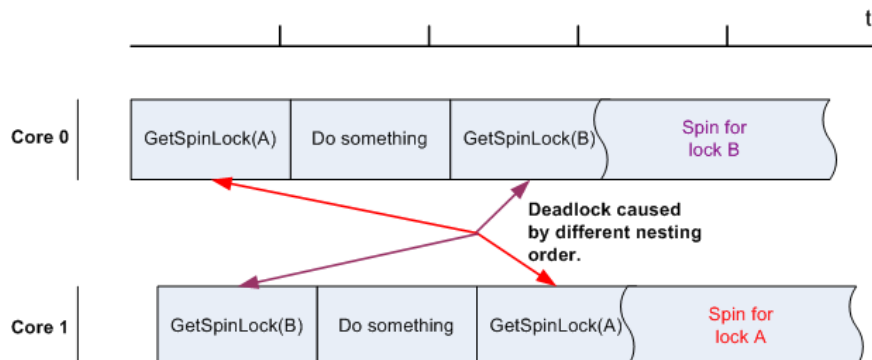 t
Core 0
GetSpinLock(A)
Do something
GetSpinLock(B)
Spin for
lock B
Deadlock caused
by different nesting
order.
Core 1
GetSpinLock(B)
Do something
GetSpinLock(A)
Spin for
lock A